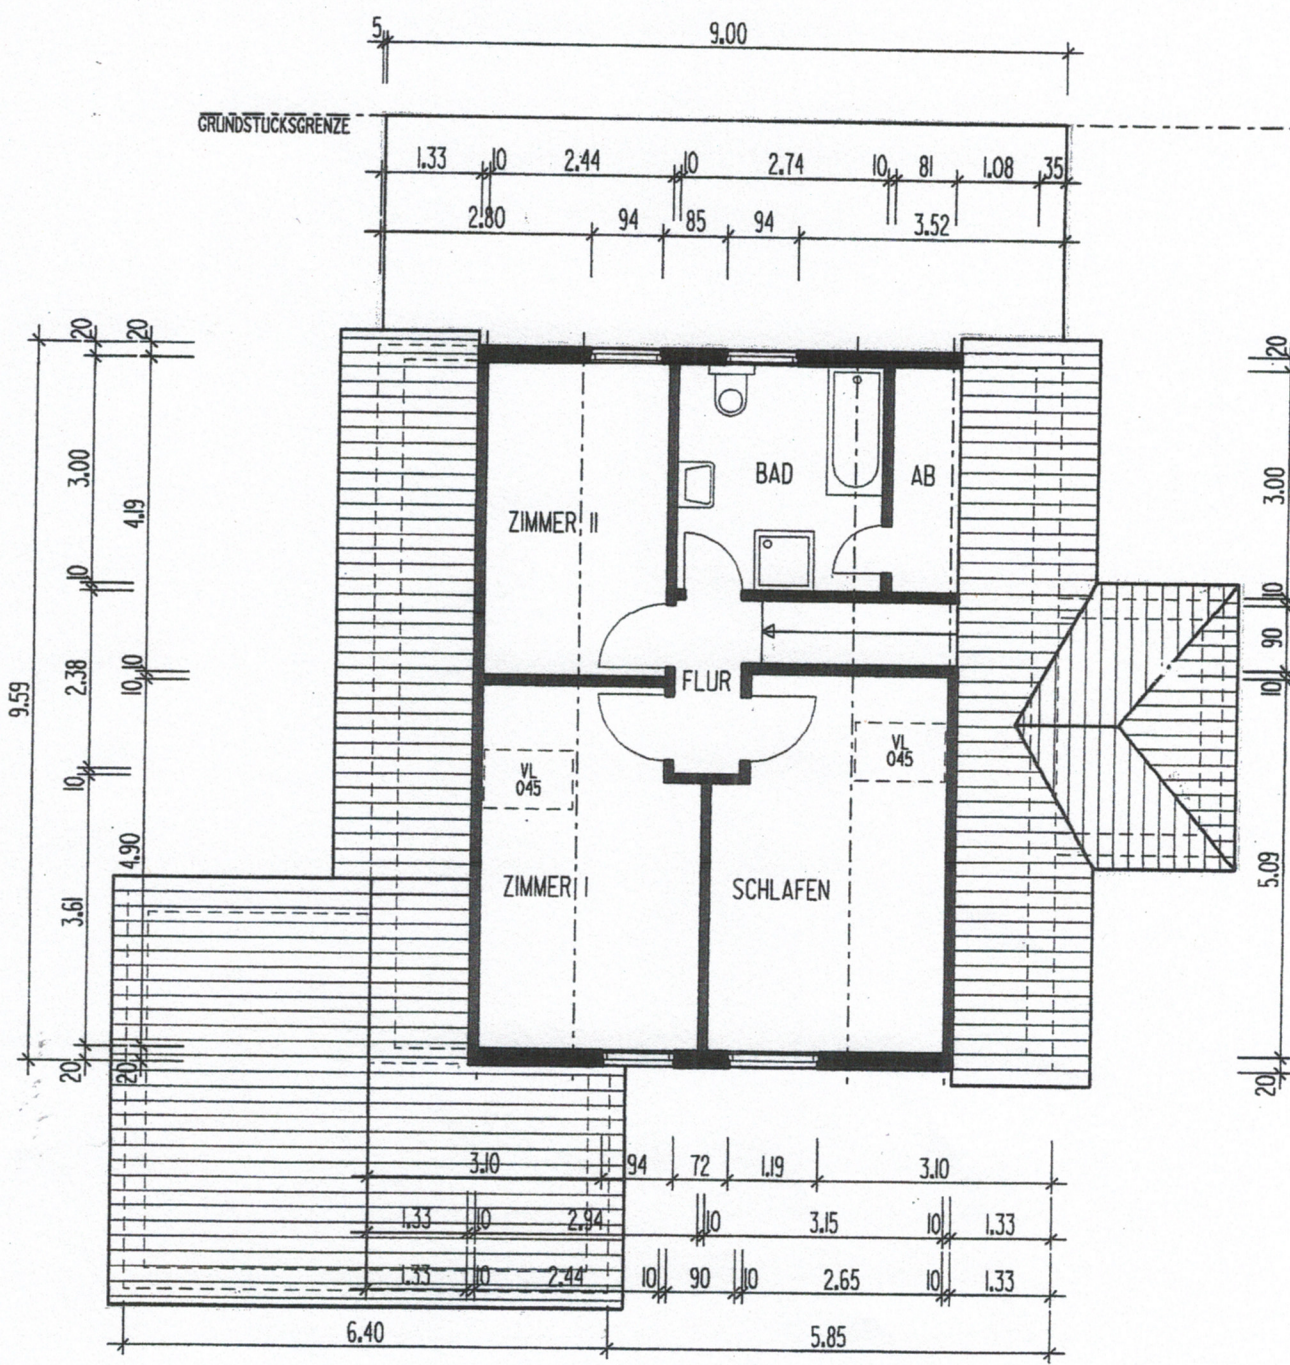 5 9.00
GRUNDSTÜCKSGRENZE
1.33 10 2.44 10 2.74 10 81 1.08 35
2.80 94 85 94 3.52
20 20 20
3.00 4.19 3.00
ZIMMER II BAD AB
10 10
9.59 2.38 10 10 90 10
FLUR
VL
045
VL
045
10
4.90 3.61 5.09
ZIMMER I SCHLAFEN
20 20 20
3.10 94 72 1.19 3.10
1.33 10 2.94 10 3.15 10 1.33
1.33 10 2.44 10 90 10 2.65 10 1.33
6.40 5.85